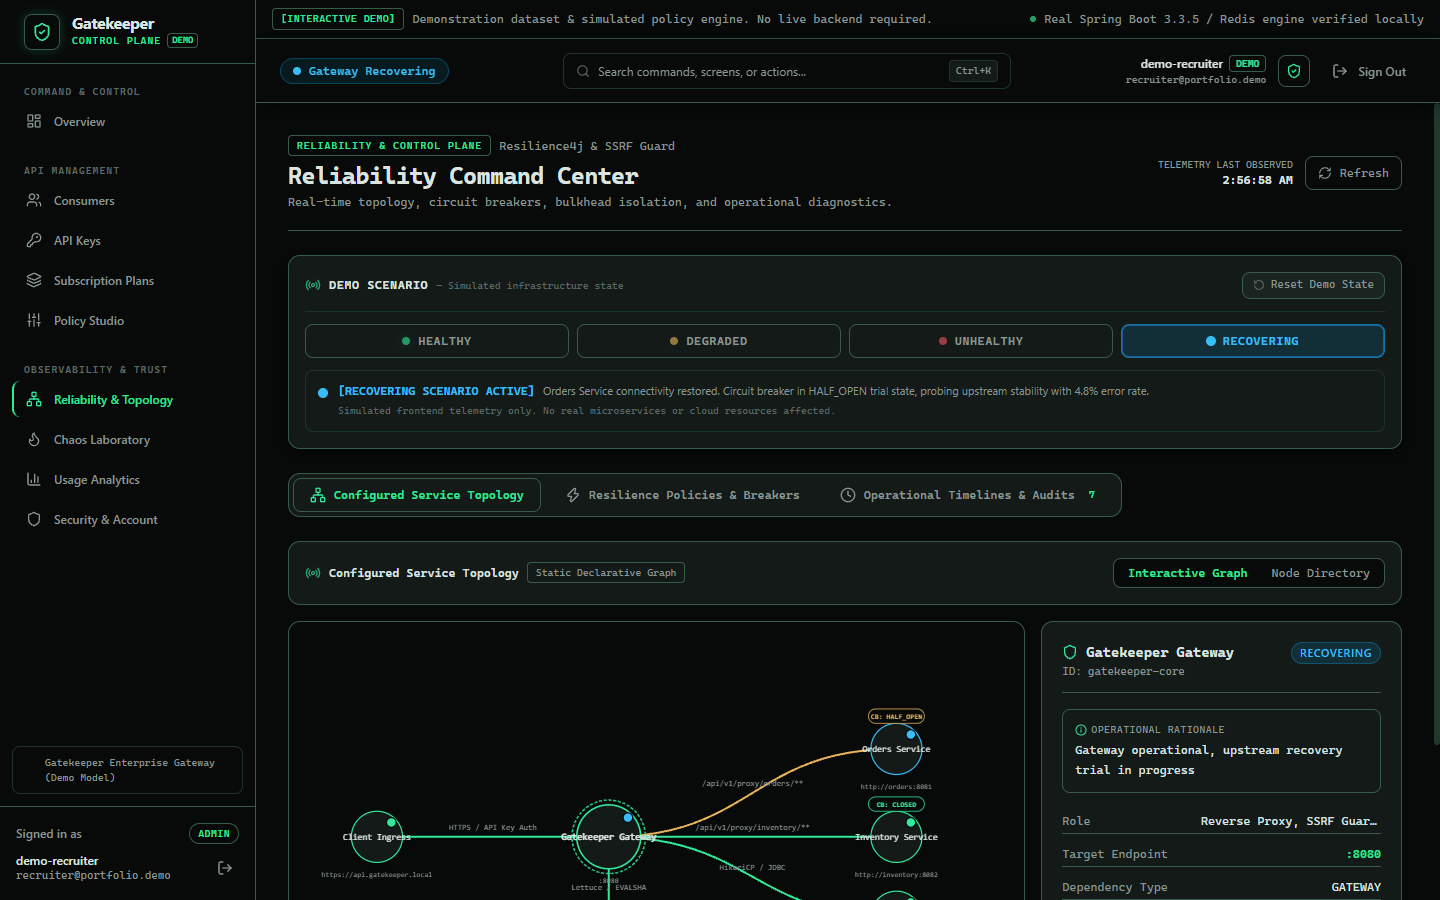 Gatekeeper
CONTROL PLANE DEMO
COMMAND & CONTROL
Overview
API MANAGEMENT
Consumers
API Keys
Subscription Plans
Policy Studio
OBSERVABILITY & TRUST
Reliability & Topology
Chaos Laboratory
Usage Analytics
Security & Account
Gatekeeper Enterprise Gateway
(Demo Model)
Signed in as ADMIN
demo-recruiter
recruiter@portfolio.demo
[INTERACTIVE DEMO] Demonstration dataset & simulated policy engine. No live backend required.
Real Spring Boot 3.3.5 / Redis engine verified locally
Gateway Recovering
Search commands, screens, or actions... Ctrl+K
demo-recruiter DEMO
recruiter@portfolio.demo
Sign Out
RELIABILITY & CONTROL PLANE Resilience4j & SSRF Guard
Reliability Command Center
Real-time topology, circuit breakers, bulkhead isolation, and operational diagnostics.
TELEMETRY LAST OBSERVED
2:56:58 AM
Refresh
DEMO SCENARIO — Simulated infrastructure state
Reset Demo State
HEALTHY
DEGRADED
UNHEALTHY
RECOVERING
[RECOVERING SCENARIO ACTIVE] Orders Service connectivity restored. Circuit breaker in HALF_OPEN trial state, probing upstream stability with 4.8% error rate.
Simulated frontend telemetry only. No real microservices or cloud resources affected.
Configured Service Topology
Resilience Policies & Breakers
Operational Timelines & Audits 7
Configured Service Topology Static Declarative Graph
Interactive Graph
Node Directory
CB: HALF_OPEN
Orders Service
http://orders:8081
/api/v1/proxy/orders/**
CB: CLOSED
Client Ingress
HTTPS / API Key Auth
Gatekeeper Gateway
/api/v1/proxy/inventory/**
Inventory Service
https://api.gatekeeper.local
:8080
http://inventory:8082
HikariCP / JDBC
Lettuce / EVALSHA
Gatekeeper Gateway RECOVERING
ID: gatekeeper-core
OPERATIONAL RATIONALE
Gateway operational, upstream recovery
trial in progress
Role Reverse Proxy, SSRF Guar…
Target Endpoint :8080
Dependency Type GATEWAY